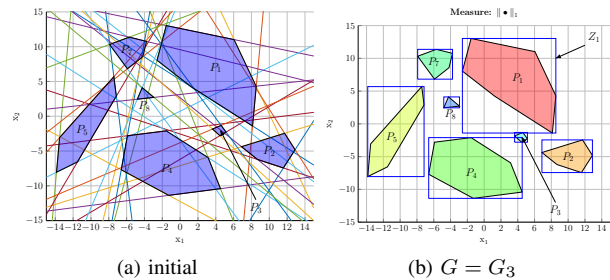 Measure: ‖ • ‖₁
15
10
5
0
−5
−10
−15
x₂
P₇
P₁
P₈
P₅
P₂
P₄
P₃
−14 −12 −10 −8 −6 −4 −2 0 2 4 6 8 10 12 14
x₁
(a) initial
15
10
5
0
−5
−10
−15
x₂
Z₁
P₇
P₁
P₈
P₅
P₂
P₄
P₃
−14 −12 −10 −8 −6 −4 −2 0 2 4 6 8 10 12 14
x₁
(b) G = G₃